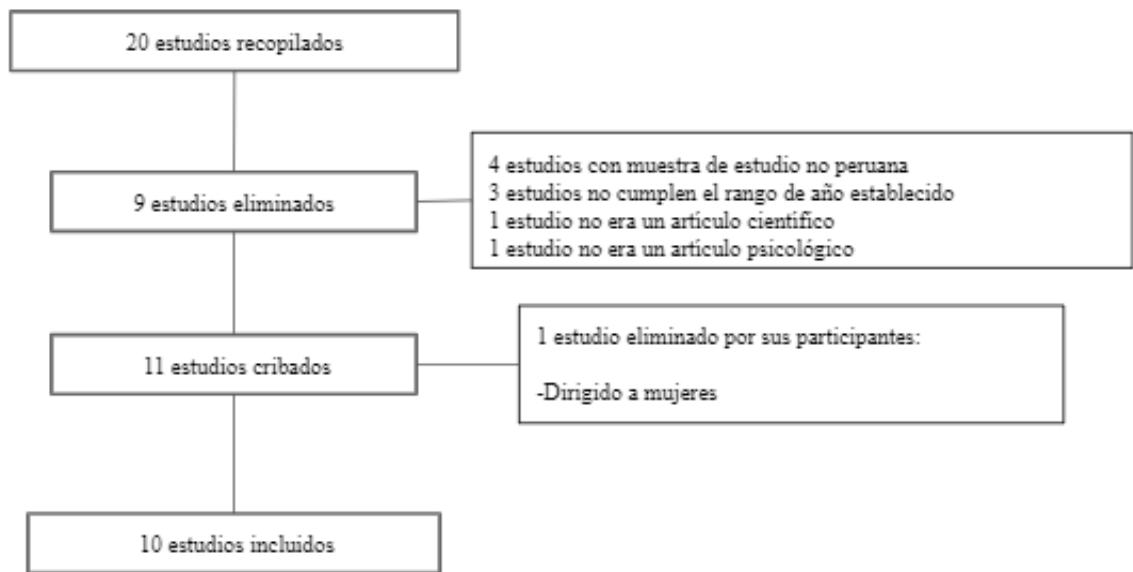 20 estudios recopilados
9 estudios eliminados
4 estudios con muestra de estudio no peruana
3 estudios no cumplen el rango de año establecido
1 estudio no era un artículo científico
1 estudio no era un artículo psicológico
11 estudios cribados
1 estudio eliminado por sus participantes:
-Dirigido a mujeres
10 estudios incluidos